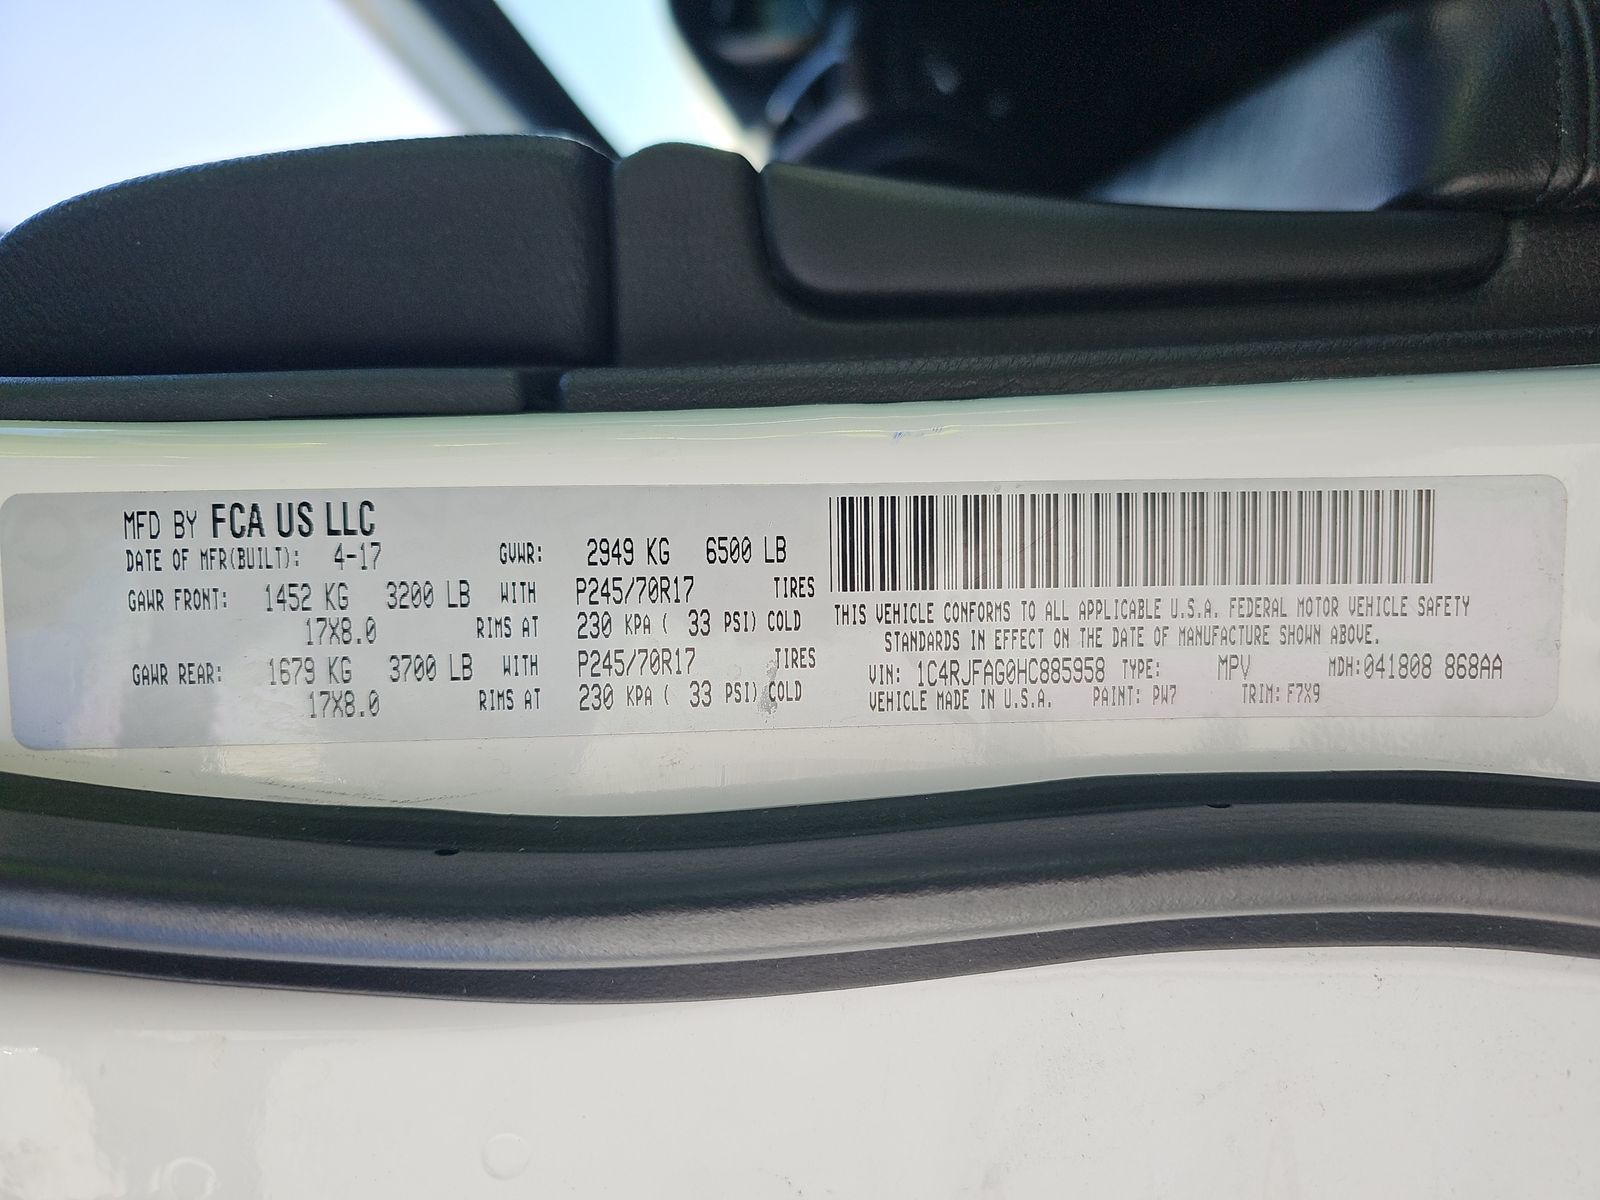 MFD BY FCA US LLC
DATE OF MFR(BUILT): 4-17 GVWR: 2949 KG 6500 LB
GAWR FRONT: 1452 KG 3200 LB WITH P245/70R17 TIRES
17X8.0 RIMS AT 230 KPA ( 33 PSI) COLD
GAWR REAR: 1679 KG 3700 LB WITH P245/70R17 TIRES
17X8.0 RIMS AT 230 KPA ( 33 PSI) COLD
THIS VEHICLE CONFORMS TO ALL APPLICABLE U.S.A. FEDERAL MOTOR VEHICLE SAFETY
STANDARDS IN EFFECT ON THE DATE OF MANUFACTURE SHOWN ABOVE.
VIN: 1C4RJFAG0HC885958 TYPE: MPV MDH:041808 868AA
VEHICLE MADE IN U.S.A. PAINT: PW7 TRIM: F7X9